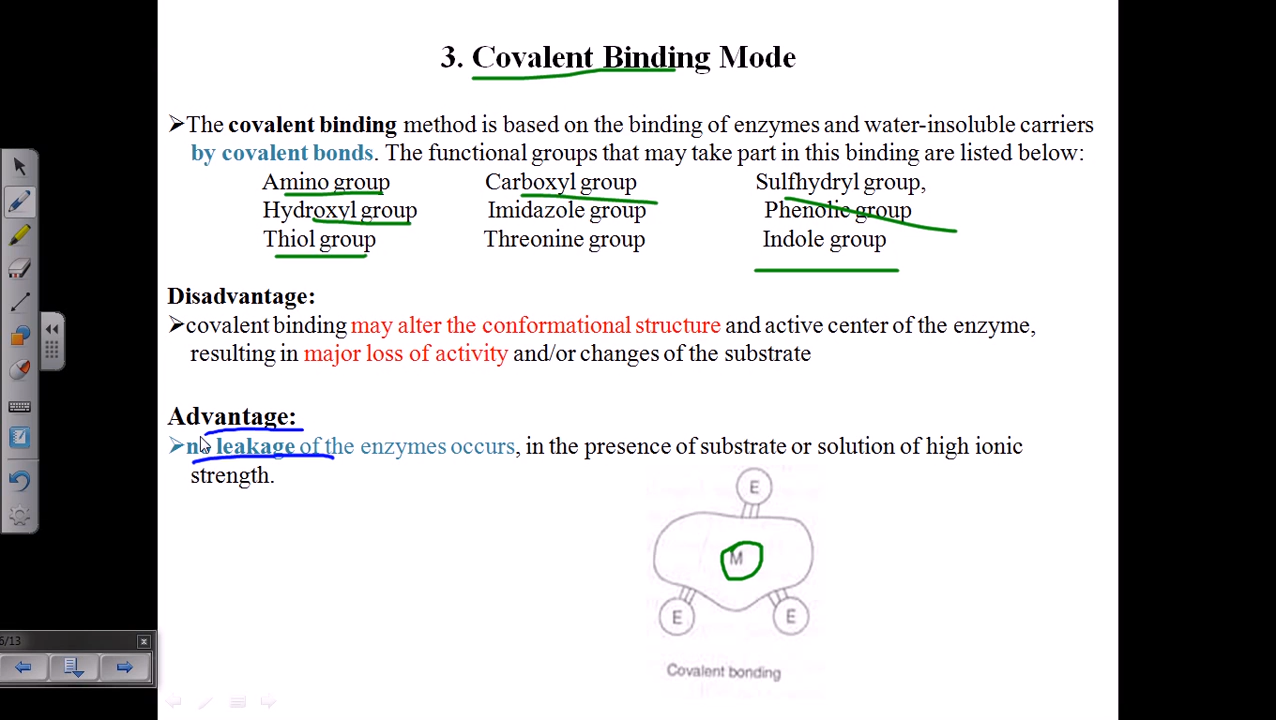 3. Covalent Binding Mode
➢The covalent binding method is based on the binding of enzymes and water-insoluble carriers
by covalent bonds. The functional groups that may take part in this binding are listed below:
Amino group Carboxyl group Sulfhydryl group,
Hydroxyl group Imidazole group Phenolic group
Thiol group Threonine group Indole group
Disadvantage:
➢covalent binding may alter the conformational structure and active center of the enzyme,
resulting in major loss of activity and/or changes of the substrate
Advantage:
➢no leakage of the enzymes occurs, in the presence of substrate or solution of high ionic
strength.
E
M
E E
Covalent bonding
6/13